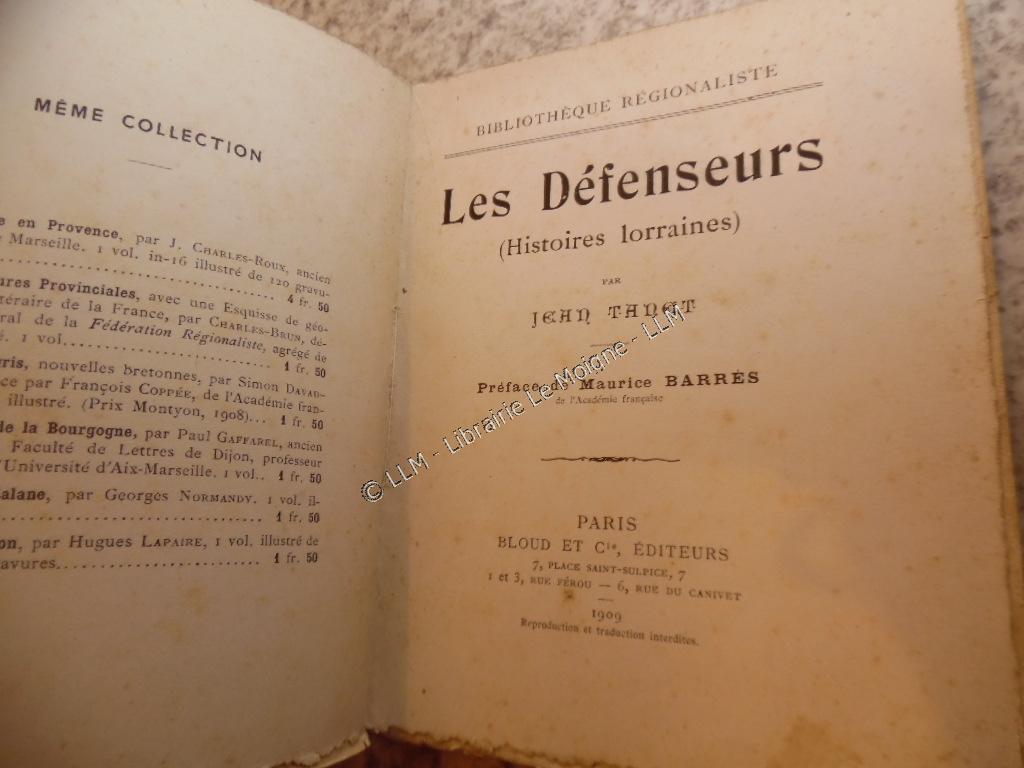 MÊME COLLECTION
e en Provence, par J. CHARLES-ROUX, ancien
e Marseille. 1 vol. in-16 illustré de 120 gravu-
4 fr. 50
ures Provinciales, avec une Esquisse de géo-
téraire de la France, par CHARLES-BRUN, dé-
ral de la Fédération Régionaliste, agrégé de
é. 1 vol. 1 fr. 50
ris, nouvelles bretonnes, par Simon DAVAU-
ce par François COPPÉE, de l'Académie fran-
illustré. (Prix Montyon, 1908)... 1 fr. 50
de la Bourgogne, par Paul GAFFAREL, ancien
Faculté de Lettres de Dijon, professeur
l'Université d'Aix-Marseille. 1 vol.. 1 fr. 50
alane, par Georges NORMANDY. 1 vol. il-
1 fr. 50
on, par Hugues LAPAIRE, 1 vol. illustré de
avures. 1 fr. 50
BIBLIOTHÈQUE RÉGIONALISTE
Les Défenseurs
(Histoires lorraines)
PAR
JEAN TANET
Préface de Maurice BARRÈS
de l'Académie française
PARIS
BLOUD ET Cie, ÉDITEURS
7, PLACE SAINT-SULPICE, 7
1 et 3, RUE FÉROU — 6, RUE DU CANIVET
1909
Reproduction et traduction interdites.
© LLM - Librairie Le Moigne - LLM